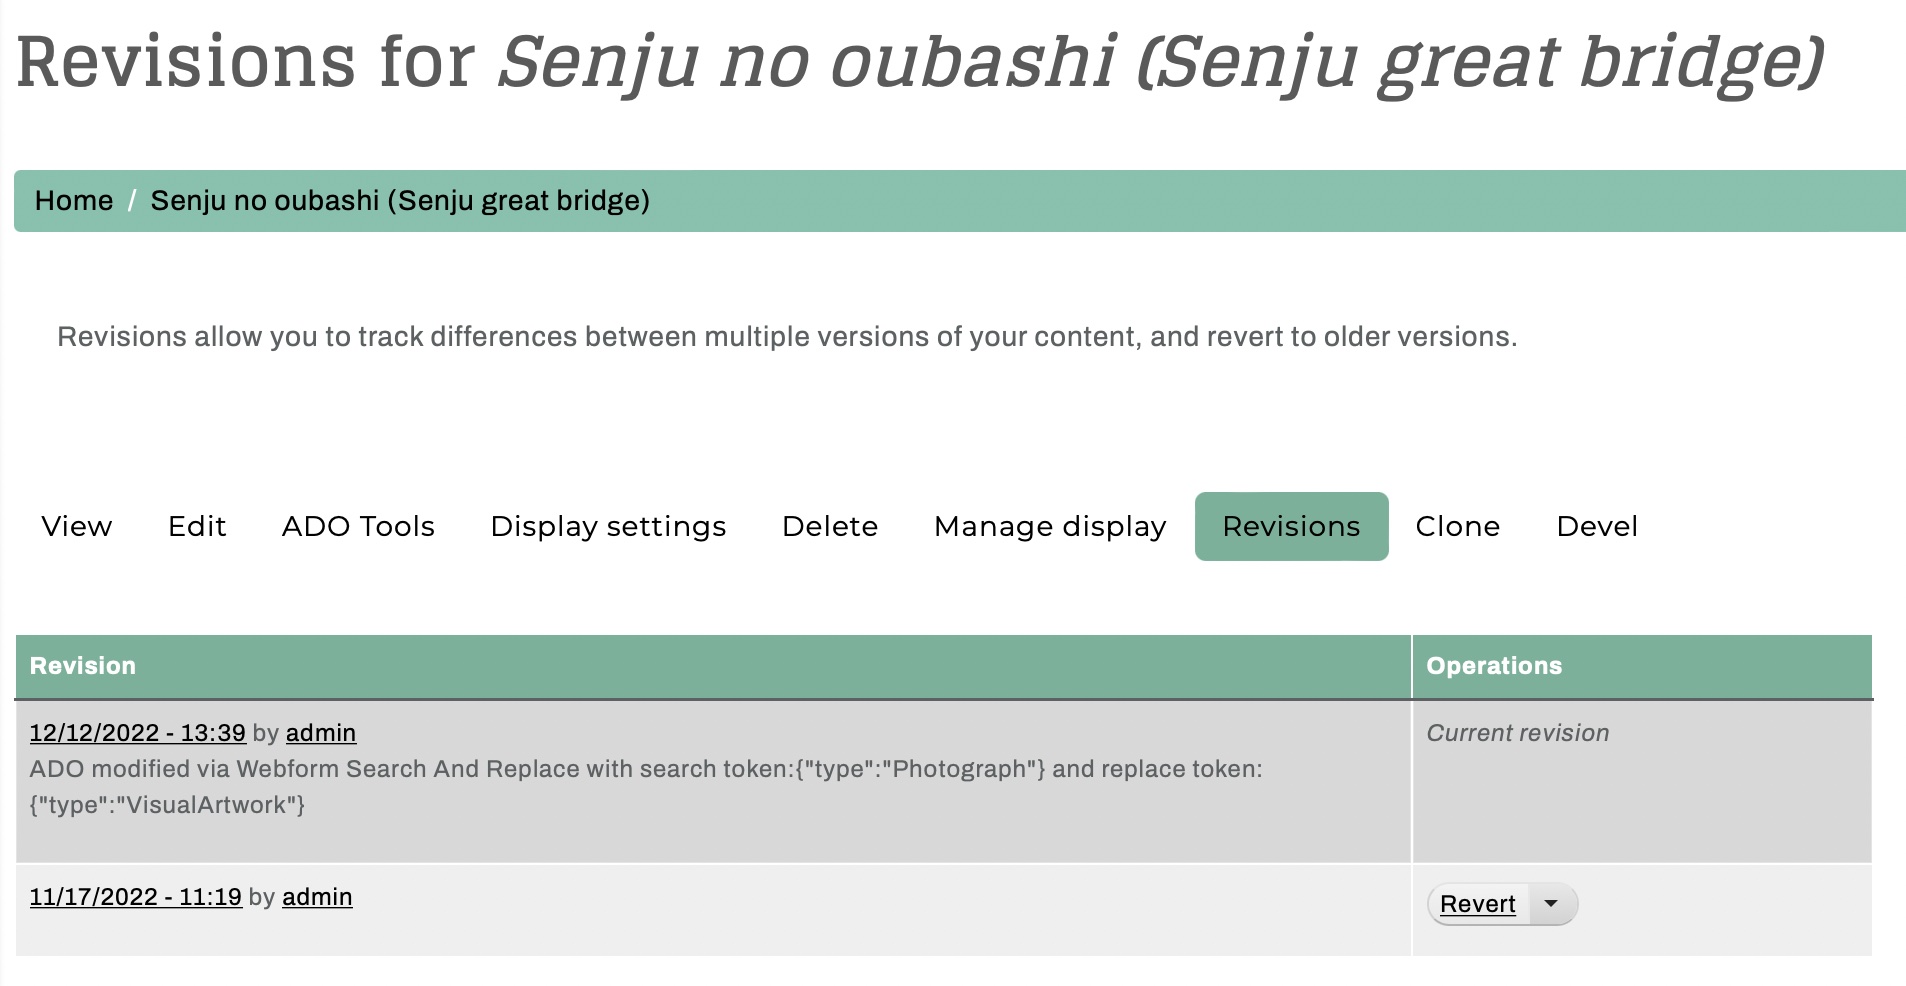 Revisions for Senju no oubashi (Senju great bridge)
Home / Senju no oubashi (Senju great bridge)
Revisions allow you to track differences between multiple versions of your content, and revert to older versions.
View Edit ADO Tools Display settings Delete Manage display Revisions Clone Devel
Revision Operations
12/12/2022 - 13:39 by admin Current revision
ADO modified via Webform Search And Replace with search token:{"type":"Photograph"} and replace token:
{"type":"VisualArtwork"}
11/17/2022 - 11:19 by admin Revert